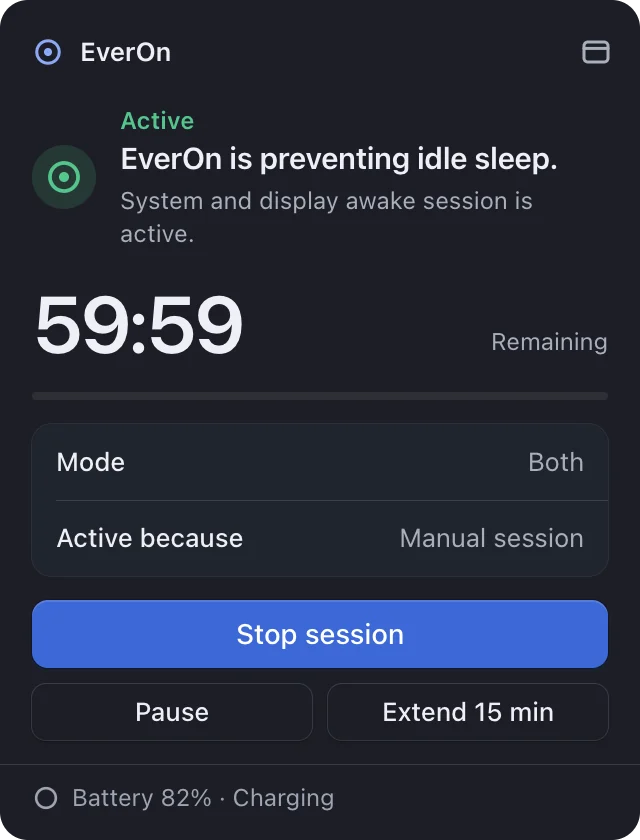 EverOn
Active
EverOn is preventing idle sleep.
System and display awake session is
active.
59:59
Remaining
Mode
Both
Active because
Manual session
Stop session
Pause
Extend 15 min
Battery 82% · Charging